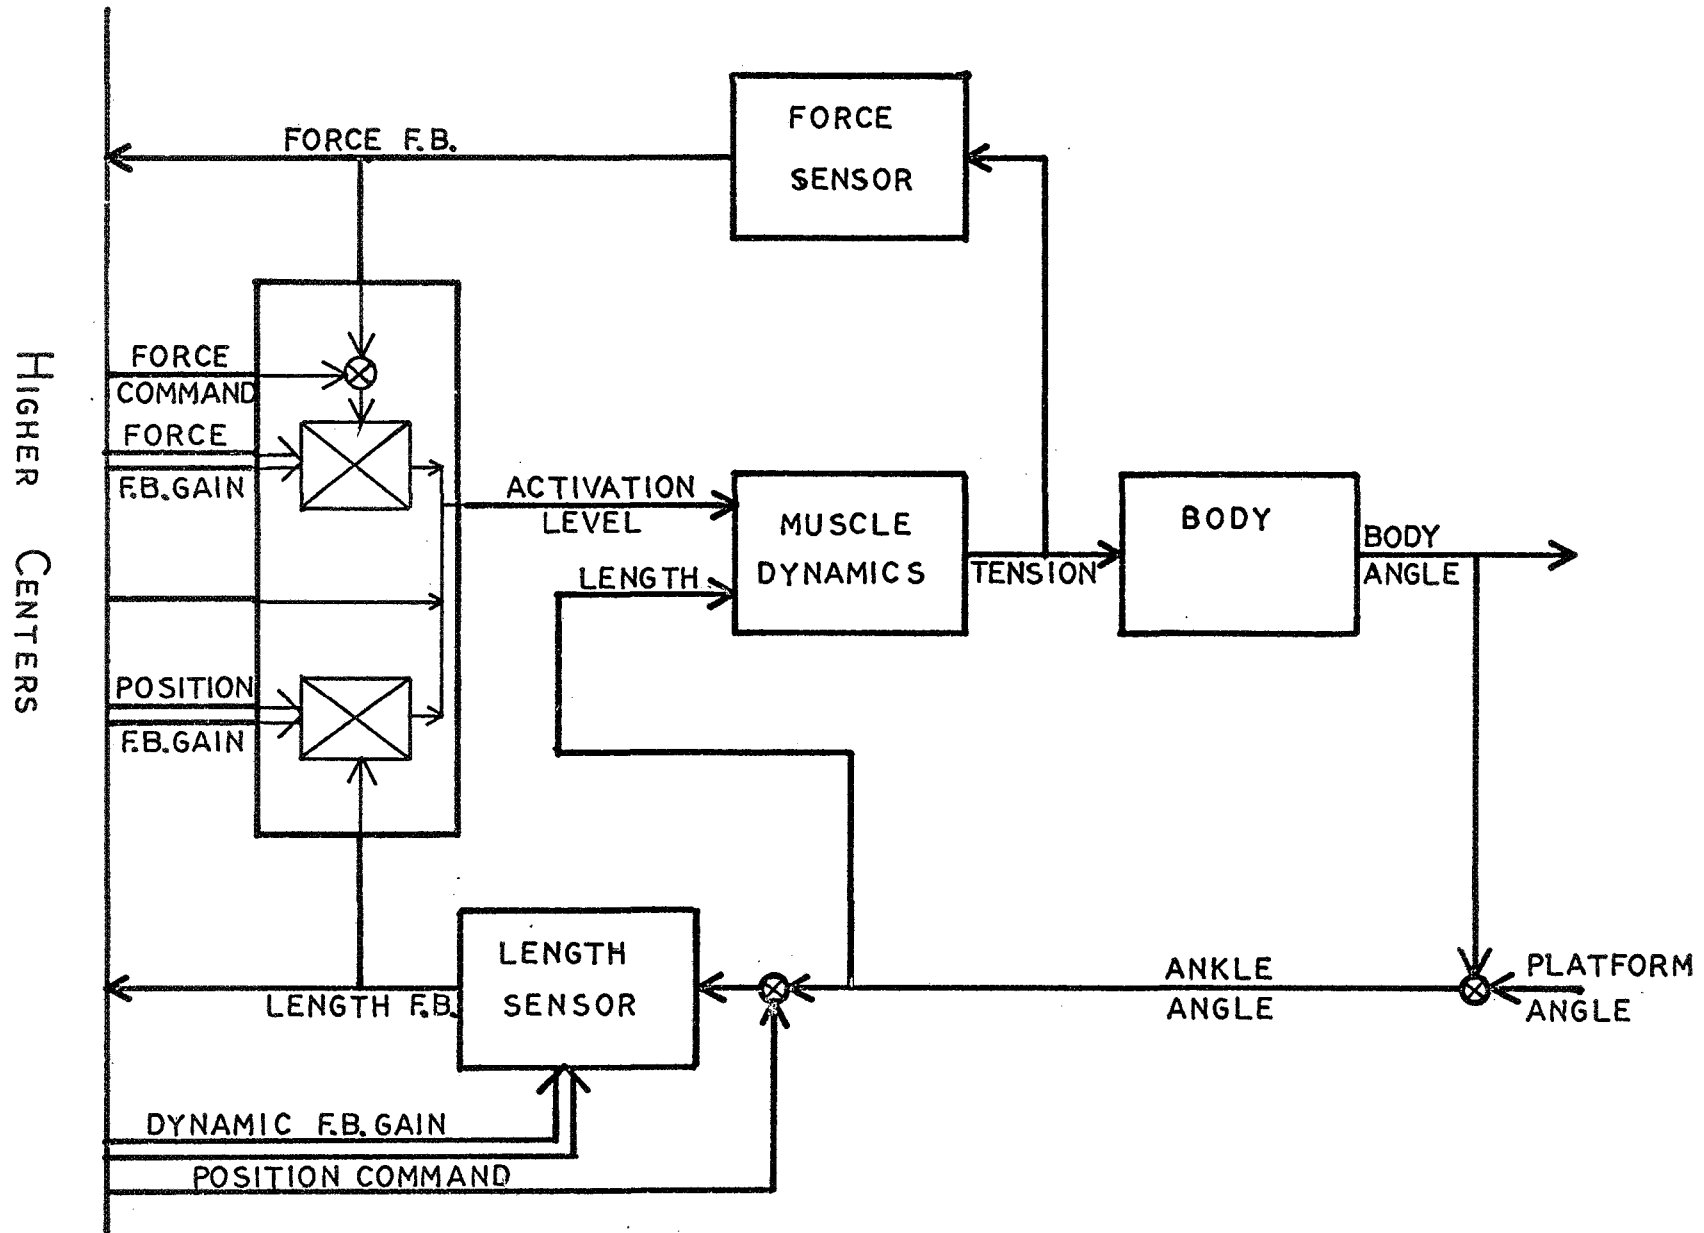 FORCE
SENSOR
FORCE F.B.
FORCE
COMMAND
FORCE
F.B. GAIN
ACTIVATION
LEVEL
MUSCLE
DYNAMICS
LENGTH
TENSION
BODY
BODY
ANGLE
HIGHER CENTERS
POSITION
F.B. GAIN
LENGTH
SENSOR
LENGTH F.B.
ANKLE
ANGLE
PLATFORM
ANGLE
DYNAMIC F.B. GAIN
POSITION COMMAND